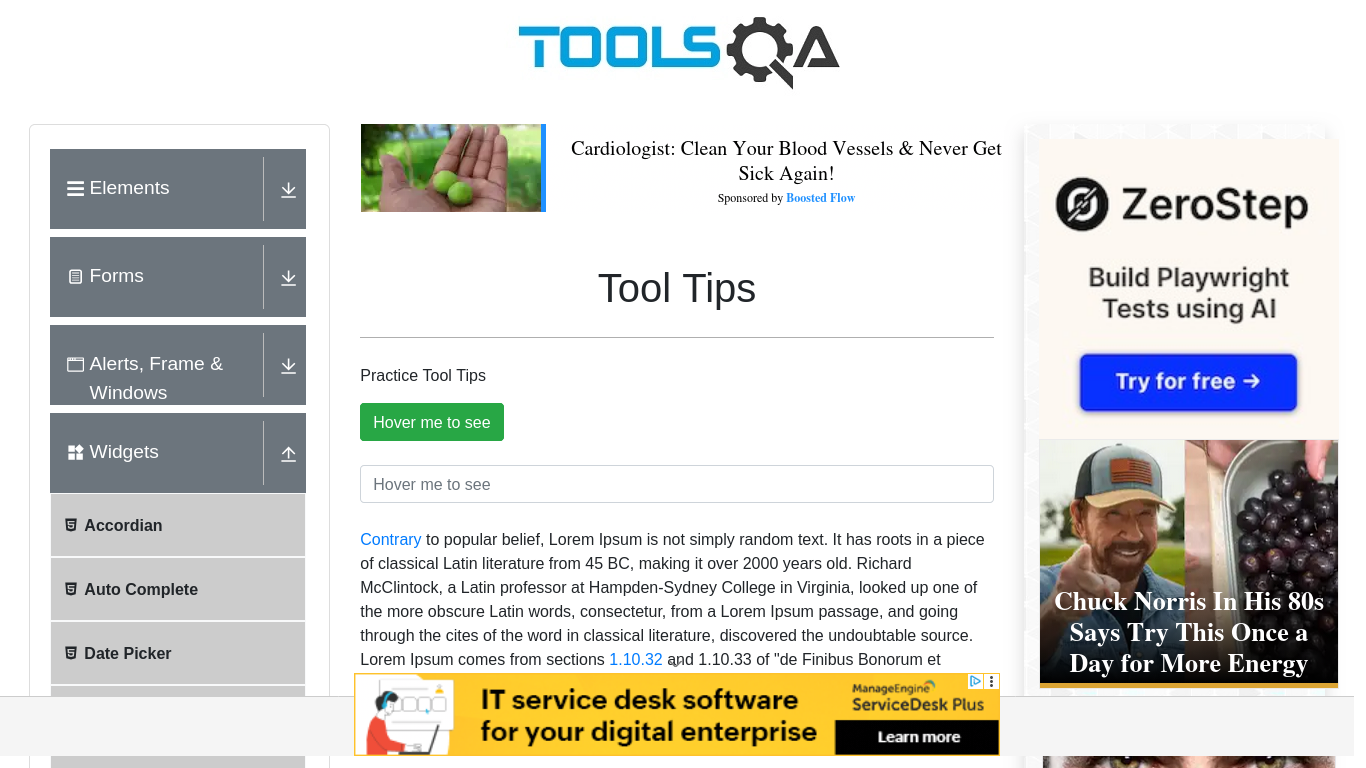 TOOLSQA
Elements
Forms
Alerts, Frame &
Windows
Widgets
Accordian
Auto Complete
Date Picker
Cardiologist: Clean Your Blood Vessels & Never Get
Sick Again!
Sponsored by Boosted Flow
Tool Tips
Practice Tool Tips
Hover me to see
Hover me to see
Contrary to popular belief, Lorem Ipsum is not simply random text. It has roots in a piece
of classical Latin literature from 45 BC, making it over 2000 years old. Richard
McClintock, a Latin professor at Hampden-Sydney College in Virginia, looked up one of
the more obscure Latin words, consectetur, from a Lorem Ipsum passage, and going
through the cites of the word in classical literature, discovered the undoubtable source.
Lorem Ipsum comes from sections 1.10.32 and 1.10.33 of "de Finibus Bonorum et
IT service desk software
for your digital enterprise
ManageEngine
ServiceDesk Plus
Learn more
ZeroStep
Build Playwright
Tests using AI
Try for free →
Chuck Norris In His 80s
Says Try This Once a
Day for More Energy